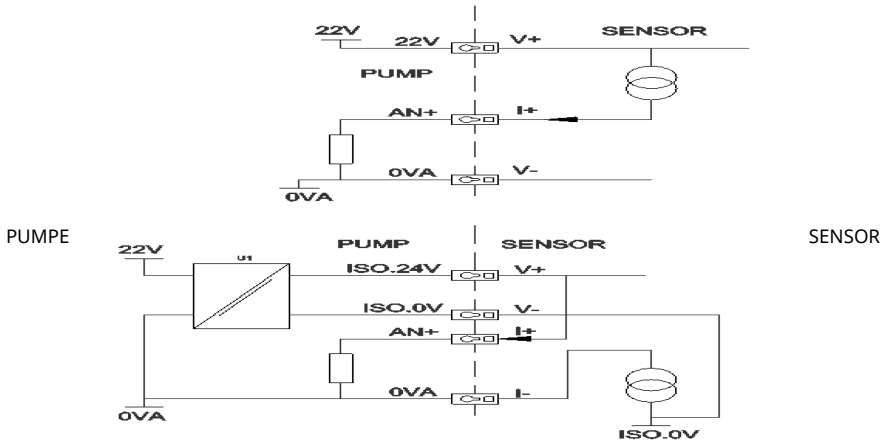 22V
22V V+ SENSOR
PUMP
AN+ I+
0VA V-
0VA
PUMPE PUMP SENSOR SENSOR
22V U1
ISO.24V V+
ISO.0V V-
AN+ I+
0VA I-
0VA
ISO.0V